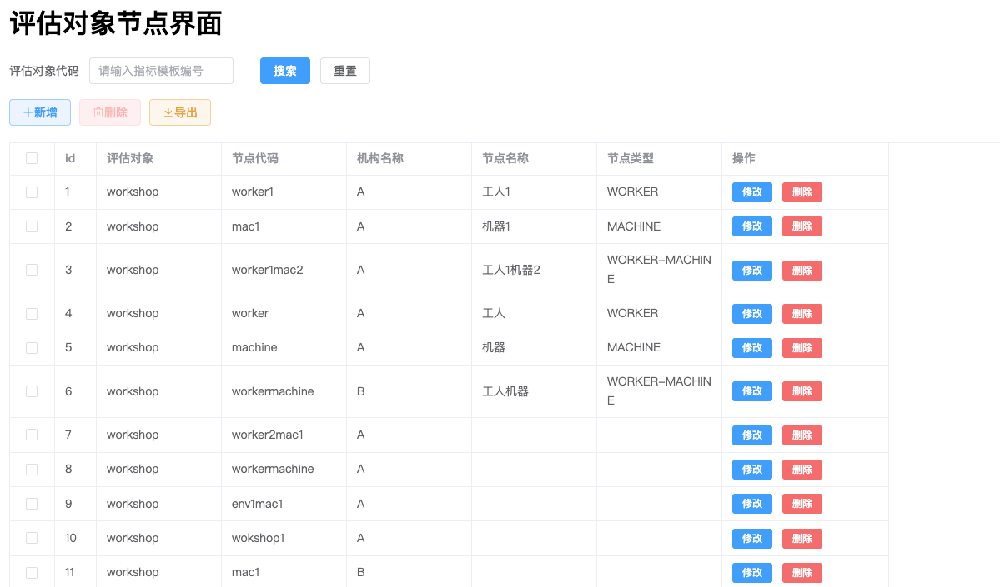 评估对象节点界面
评估对象代码 请输入指标模板编号 搜索 重置
新增 删除 导出
id 评估对象 节点代码 机构名称 节点名称 节点类型 操作
1 workshop worker1 A 工人1 WORKER 修改 删除
2 workshop mac1 A 机器1 MACHINE 修改 删除
3 workshop worker1mac2 A 工人1机器2 WORKER-MACHIN 修改 删除
E
4 workshop worker A 工人 WORKER 修改 删除
5 workshop machine A 机器 MACHINE 修改 删除
6 workshop workermachine B 工人机器 WORKER-MACHIN 修改 删除
E
7 workshop worker2mac1 A 修改 删除
8 workshop workermachine A 修改 删除
9 workshop env1mac1 A 修改 删除
10 workshop wokshop1 A 修改 删除
11 workshop mac1 B 修改 删除